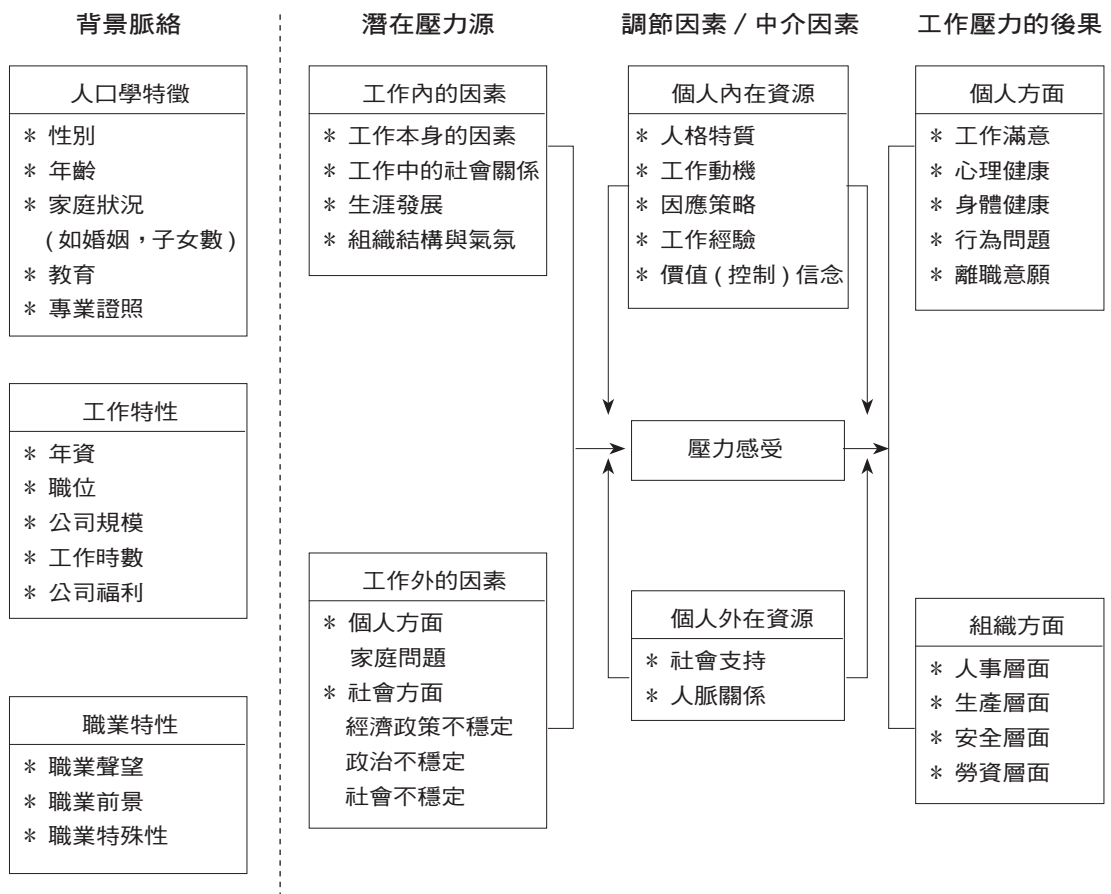 背景脈絡
人口學特徵
* 性別
* 年齡
* 家庭狀況
(如婚姻，子女數)
* 教育
* 專業證照
工作特性
* 年資
* 職位
* 公司規模
* 工作時數
* 公司福利
職業特性
* 職業聲望
* 職業前景
* 職業特殊性
潛在壓力源
工作內的因素
* 工作本身的因素
* 工作中的社會關係
* 生涯發展
* 組織結構與氣氛
工作外的因素
* 個人方面
家庭問題
* 社會方面
經濟政策不穩定
政治不穩定
社會不穩定
調節因素 / 中介因素
個人內在資源
* 人格特質
* 工作動機
* 因應策略
* 工作經驗
* 價值 (控制) 信念
壓力感受
個人外在資源
* 社會支持
* 人脈關係
工作壓力的後果
個人方面
* 工作滿意
* 心理健康
* 身體健康
* 行為問題
* 離職意願
組織方面
* 人事層面
* 生產層面
* 安全層面
* 勞資層面